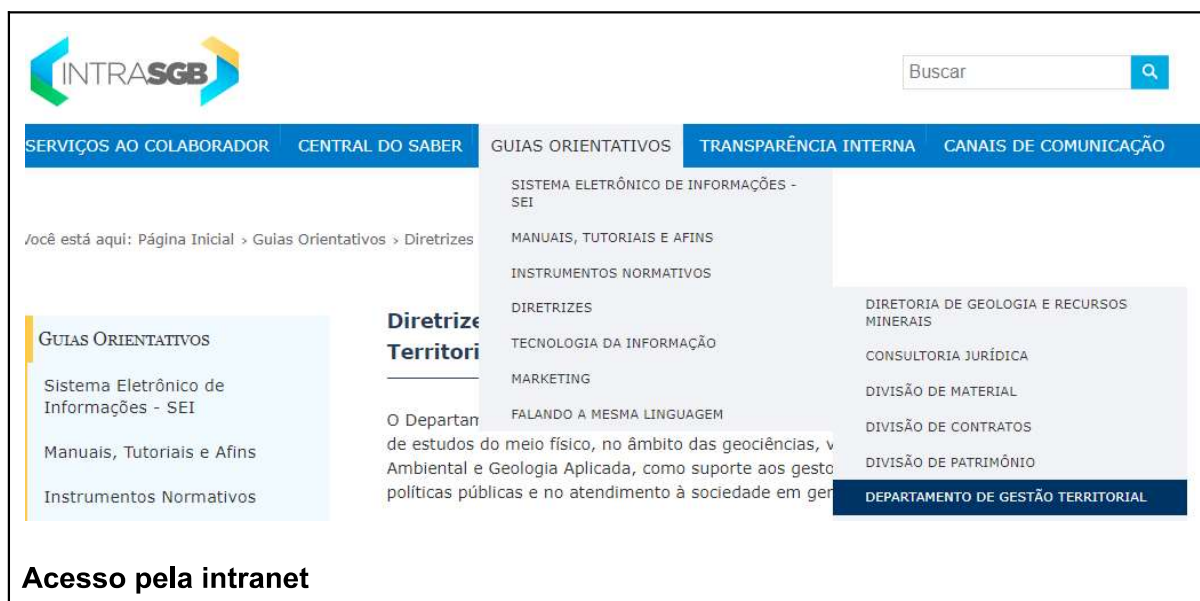 INTRASGB
Buscar
SERVIÇOS AO COLABORADOR
CENTRAL DO SABER
GUIAS ORIENTATIVOS
TRANSPARÊNCIA INTERNA
CANAIS DE COMUNICAÇÃO
SISTEMA ELETRÔNICO DE INFORMAÇÕES -
SEI
MANUAIS, TUTORIAIS E AFINS
INSTRUMENTOS NORMATIVOS
DIRETRIZES
TECNOLOGIA DA INFORMAÇÃO
MARKETING
FALANDO A MESMA LINGUAGEM
DIRETORIA DE GEOLOGIA E RECURSOS
MINERAIS
CONSULTORIA JURÍDICA
DIVISÃO DE MATERIAL
DIVISÃO DE CONTRATOS
DIVISÃO DE PATRIMÔNIO
DEPARTAMENTO DE GESTÃO TERRITORIAL
Você está aqui: Página Inicial › Guias Orientativos › Diretrizes
GUIAS ORIENTATIVOS
Sistema Eletrônico de
Informações - SEI
Manuais, Tutoriais e Afins
Instrumentos Normativos
Diretrize
Territori
O Departam
de estudos do meio físico, no âmbito das geociências, v
Ambiental e Geologia Aplicada, como suporte aos gesto
políticas públicas e no atendimento à sociedade em ger
Acesso pela intranet